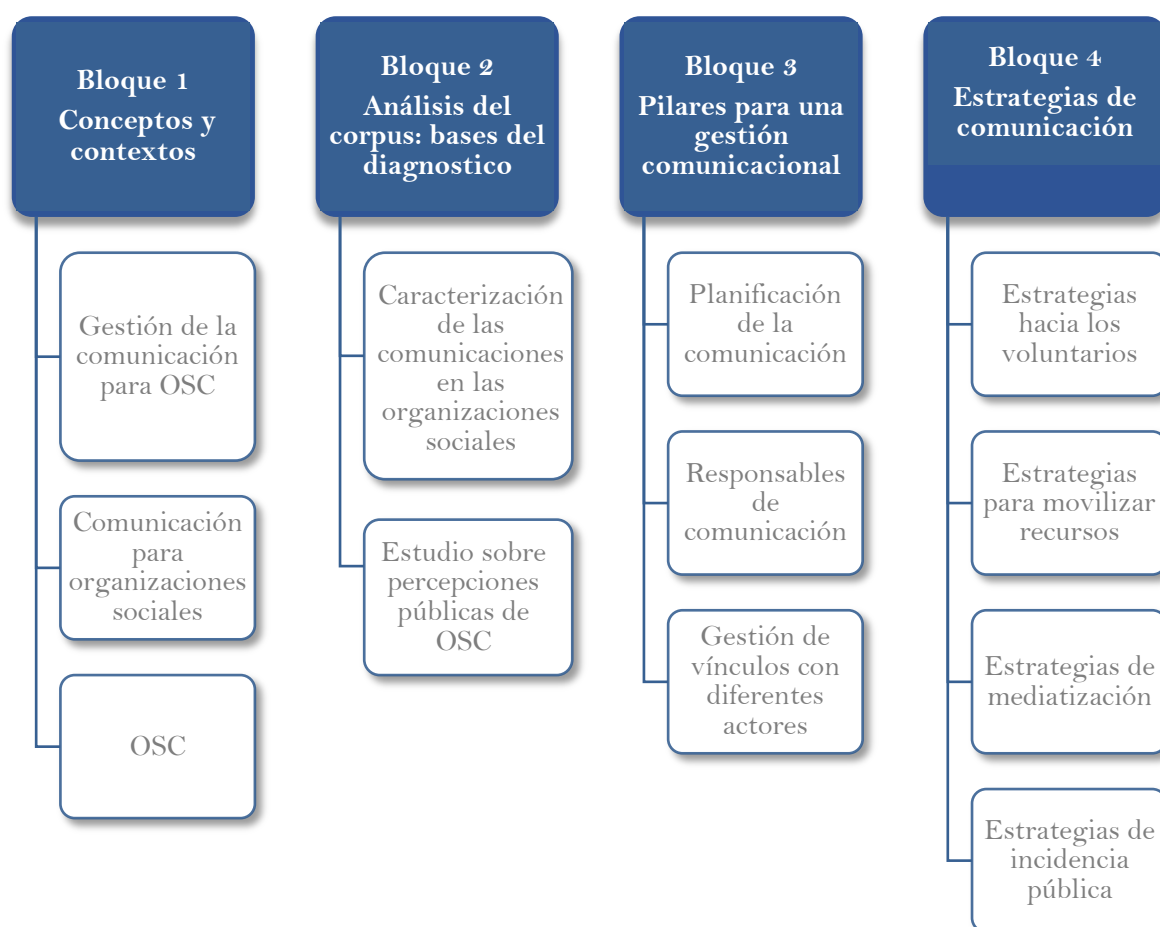 Bloque 1
Conceptos y
contextos
Gestión de la
comunicación
para OSC
Comunicación
para
organizaciones
sociales
OSC
Bloque 2
Análisis del
corpus: bases del
diagnostico
Caracterización
de las
comunicaciones
en las
organizaciones
sociales
Estudio sobre
percepciones
públicas de
OSC
Bloque 3
Pilares para una
gestión
comunicacional
Planificación
de la
comunicación
Responsables
de
comunicación
Gestión de
vínculos con
diferentes
actores
Bloque 4
Estrategias de
comunicación
Estrategias
hacia los
voluntarios
Estrategias
para movilizar
recursos
Estrategias de
mediatización
Estrategias de
incidencia
pública